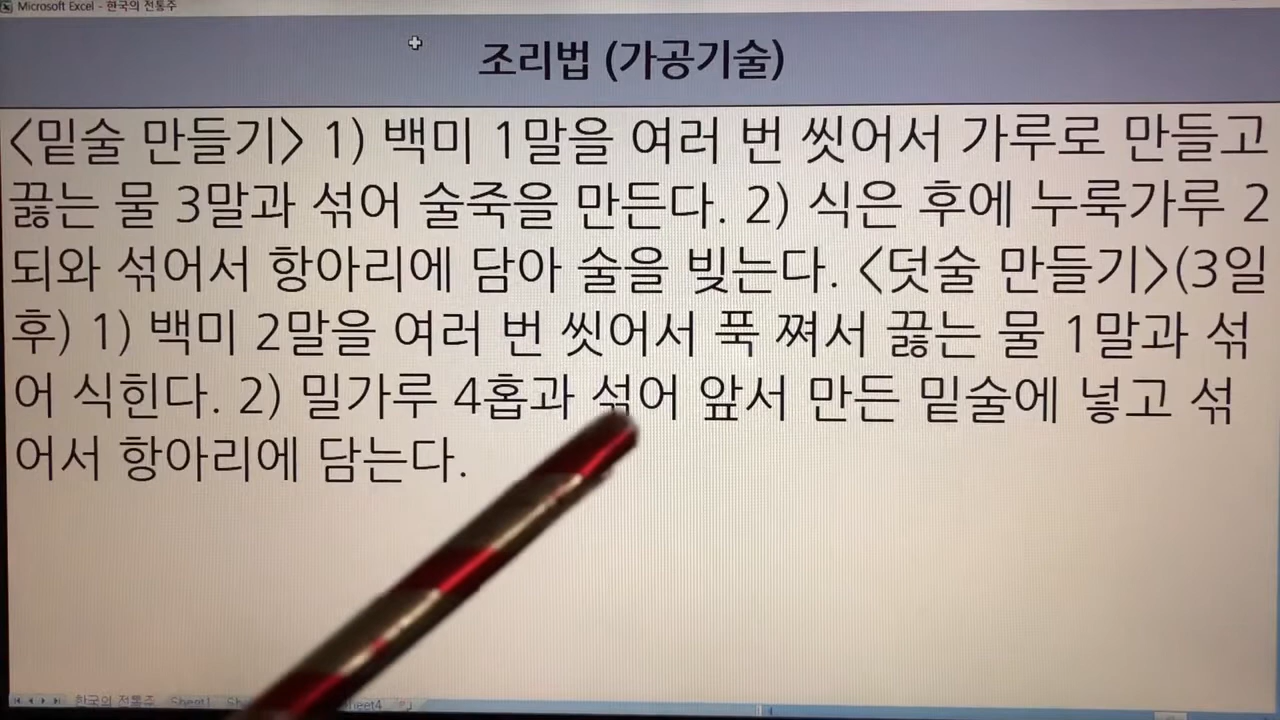 Microsoft Excel - 한국의 전통주
조리법 (가공기술)
<밑술 만들기> 1) 백미 1말을 여러 번 씻어서 가루로 만들고
끓는 물 3말과 섞어 술죽을 만든다. 2) 식은 후에 누룩가루 2
되와 섞어서 항아리에 담아 술을 빚는다. <덧술 만들기>(3일
후) 1) 백미 2말을 여러 번 씻어서 푹 쪄서 끓는 물 1말과 섞
어 식힌다. 2) 밀가루 4홉과 섞어 앞서 만든 밑술에 넣고 섞
어서 항아리에 담는다.
한국의 전통주 Sheet1